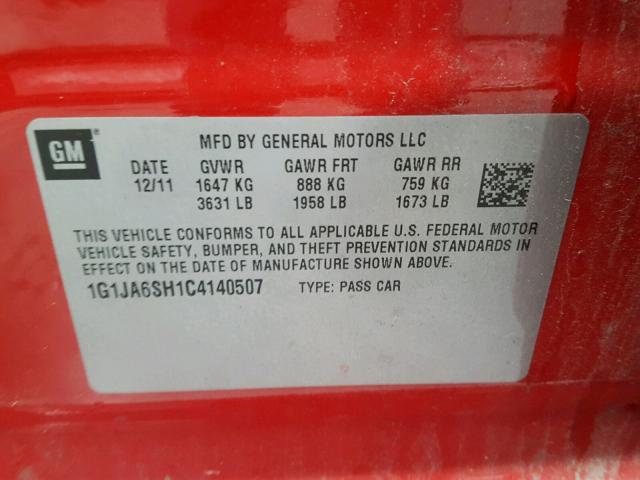 GM
MFD BY GENERAL MOTORS LLC
DATE GVWR GAWR FRT GAWR RR
12/11 1647 KG 888 KG 759 KG
3631 LB 1958 LB 1673 LB
THIS VEHICLE CONFORMS TO ALL APPLICABLE U.S. FEDERAL MOTOR
VEHICLE SAFETY, BUMPER, AND THEFT PREVENTION STANDARDS IN
EFFECT ON THE DATE OF MANUFACTURE SHOWN ABOVE.
1G1JA6SH1C4140507 TYPE: PASS CAR